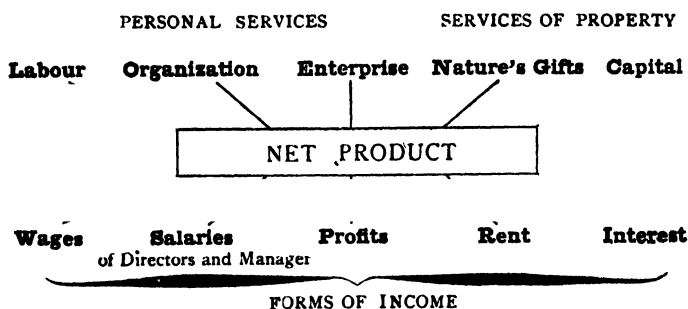 PERSONAL SERVICES SERVICES OF PROPERTY
Labour Organization Enterprise Nature's Gifts Capital
NET PRODUCT
Wages Salaries Profits Rent Interest
of Directors and Manager
FORMS OF INCOME